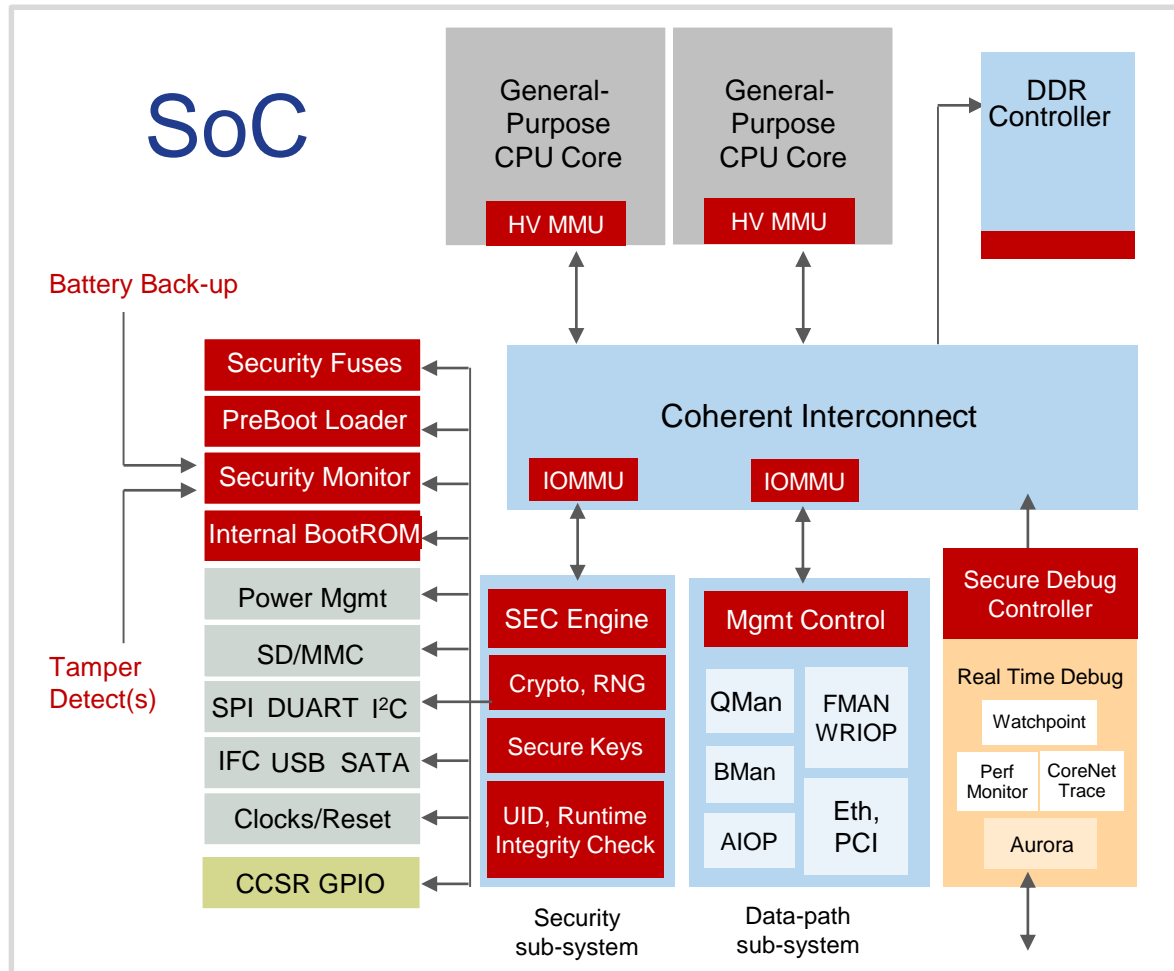 SoC
General-
Purpose
CPU Core
HV MMU
General-
Purpose
CPU Core
HV MMU
DDR
Controller
Battery Back-up
Tamper
Detect(s)
Security Fuses
PreBoot Loader
Security Monitor
Internal BootROM
Power Mgmt
SD/MMC
SPI DUART I²C
IFC USB SATA
Clocks/Reset
CCSR GPIO
Coherent Interconnect
IOMMU
IOMMU
SEC Engine
Crypto, RNG
Secure Keys
UID, Runtime
Integrity Check
Security
sub-system
Mgmt Control
QMan
BMan
AIOP
FMAN
WRIOP
Eth,
PCI
Data-path
sub-system
Secure Debug
Controller
Real Time Debug
Watchpoint
Perf
Monitor
CoreNet
Trace
Aurora